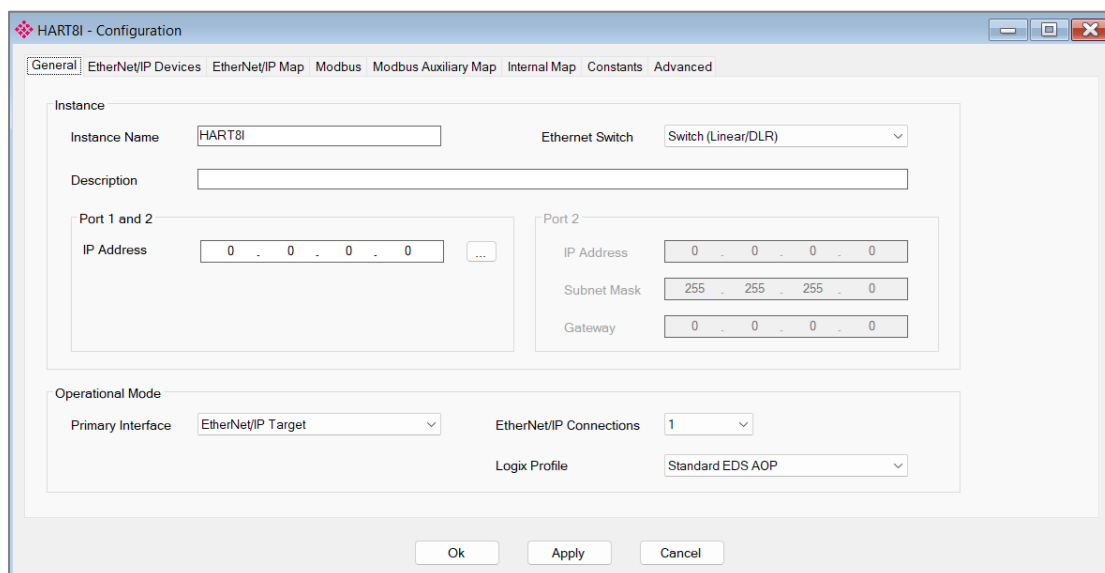 HART8I - Configuration
General EtherNet/IP Devices EtherNet/IP Map Modbus Modbus Auxiliary Map Internal Map Constants Advanced
Instance
Instance Name HART8I Ethernet Switch Switch (Linear/DLR)
Description
Port 1 and 2 Port 2
IP Address 0 . 0 . 0 . 0 ... IP Address 0 . 0 . 0 . 0
Subnet Mask 255 . 255 . 255 . 0
Gateway 0 . 0 . 0 . 0
Operational Mode
Primary Interface EtherNet/IP Target EtherNet/IP Connections 1
Logix Profile Standard EDS AOP
Ok Apply Cancel